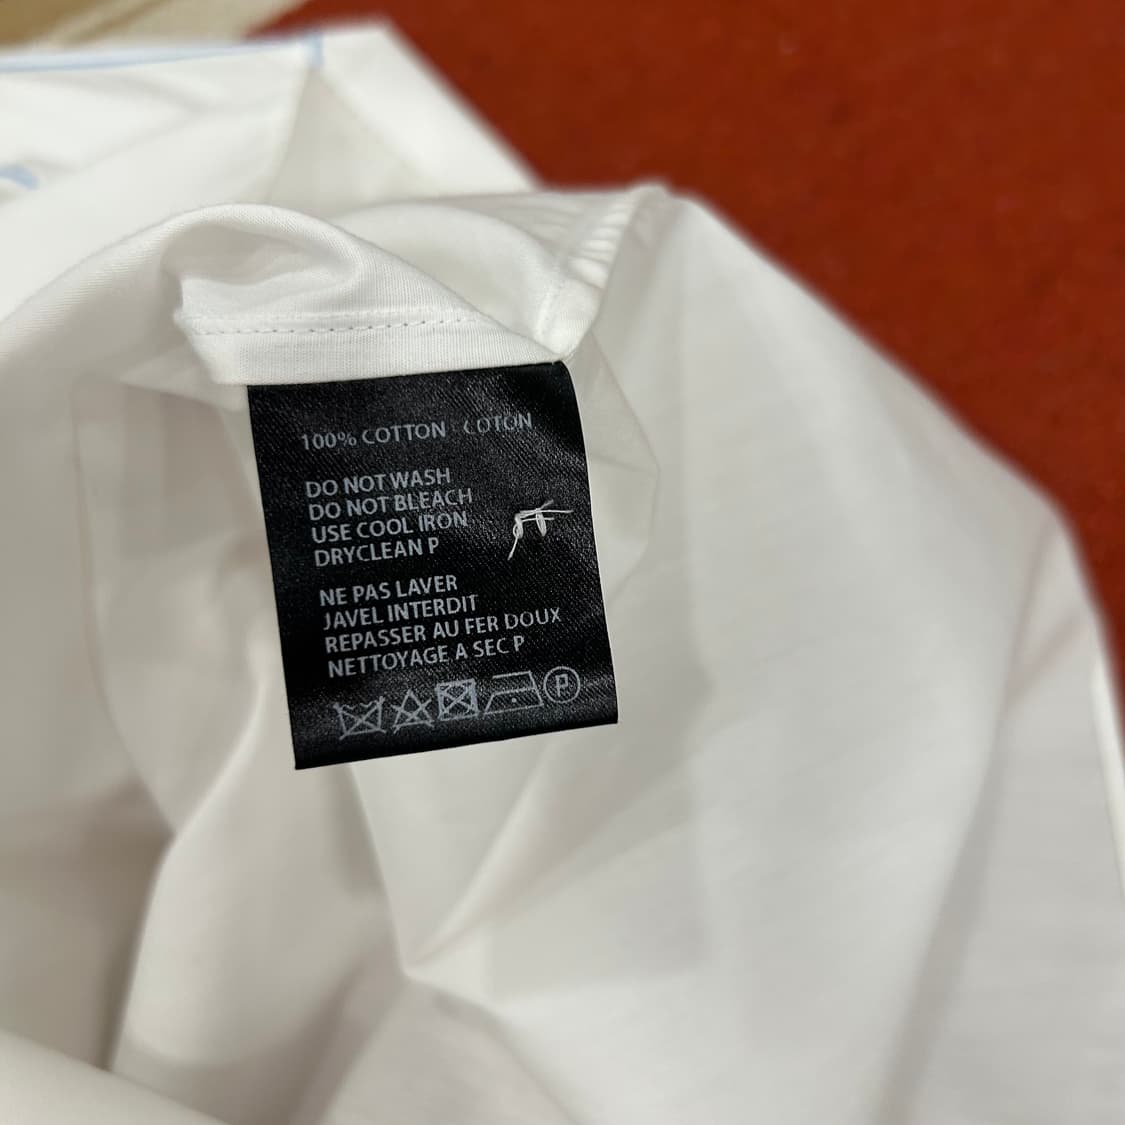 100% COTTON COTON
DO NOT WASH
DO NOT BLEACH
USE COOL IRON
DRYCLEAN P
NE PAS LAVER
JAVEL INTERDIT
REPASSER AU FER DOUX
NETTOYAGE A SEC P
P